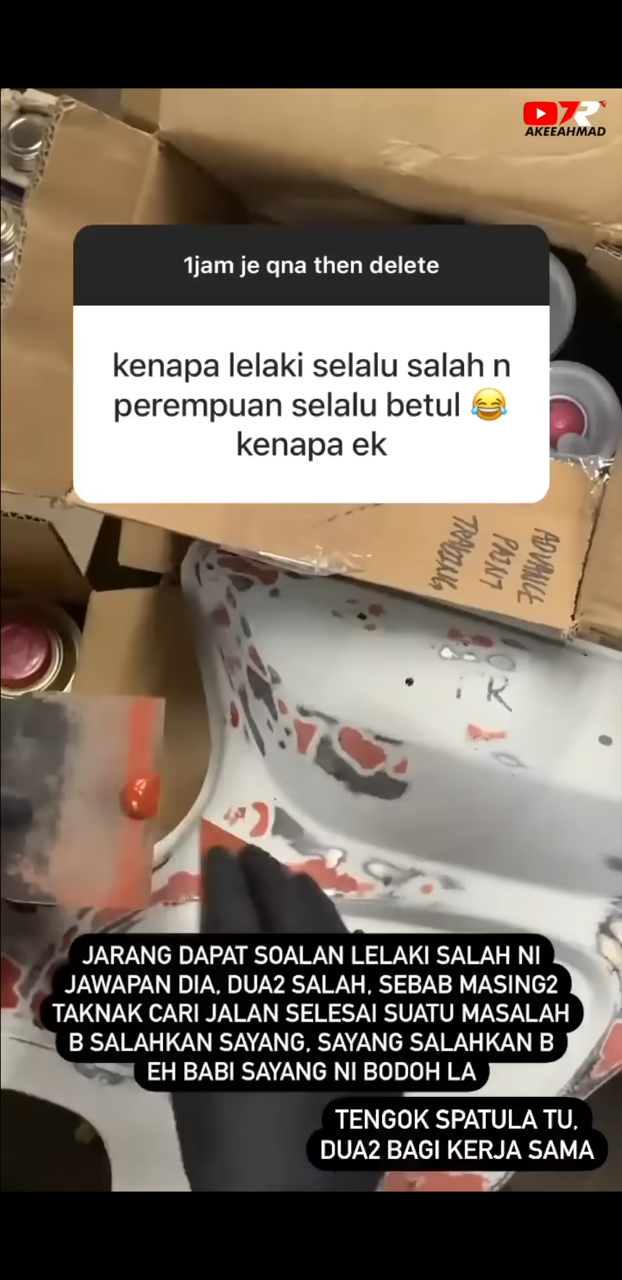 AKEEAHMAD
1jam je qna then delete
kenapa lelaki selalu salah n
perempuan selalu betul 😂
kenapa ek
ADVANCE
PAINT
R
JARANG DAPAT SOALAN LELAKI SALAH NI
JAWAPAN DIA, DUA2 SALAH, SEBAB MASING2
TAKNAK CARI JALAN SELESAI SUATU MASALAH
B SALAHKAN SAYANG, SAYANG SALAHKAN B
EH BABI SAYANG NI BODOH LA
TENGOK SPATULA TU,
DUA2 BAGI KERJA SAMA